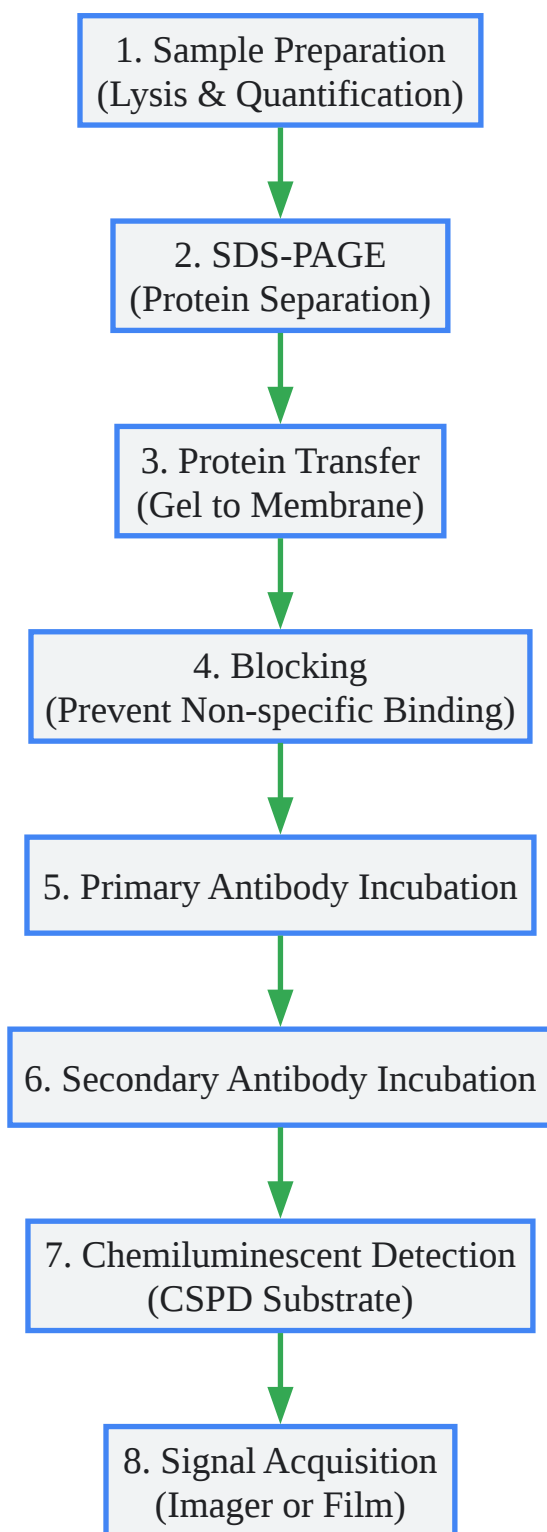 1. Sample Preparation
(Lysis & Quantification)
2. SDS-PAGE
(Protein Separation)
3. Protein Transfer
(Gel to Membrane)
4. Blocking
(Prevent Non-specific Binding)
5. Primary Antibody Incubation
6. Secondary Antibody Incubation
7. Chemiluminescent Detection
(CSPD Substrate)
8. Signal Acquisition
(Imager or Film)